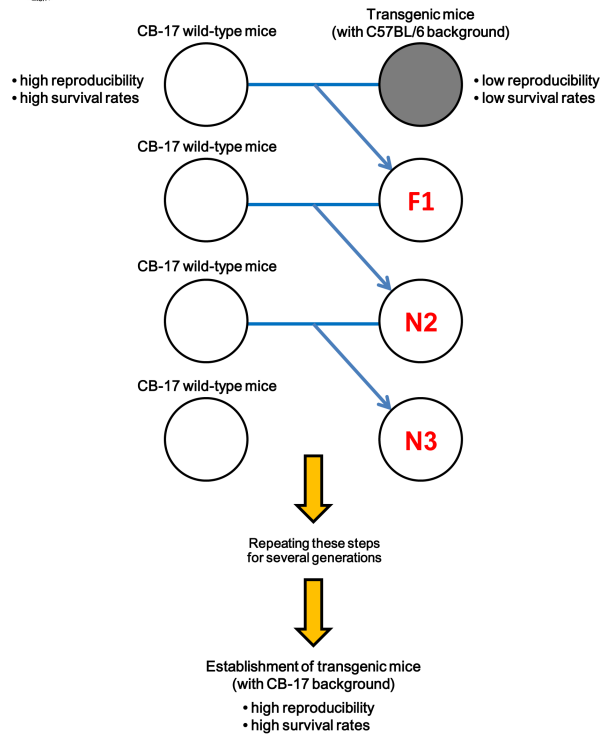 CB-17 wild-type mice
Transgenic mice
(with C57BL/6 background)
• high reproducibility
• high survival rates
• low reproducibility
• low survival rates
CB-17 wild-type mice
F1
CB-17 wild-type mice
N2
CB-17 wild-type mice
N3
Repeating these steps
for several generations
Establishment of transgenic mice
(with CB-17 background)
• high reproducibility
• high survival rates